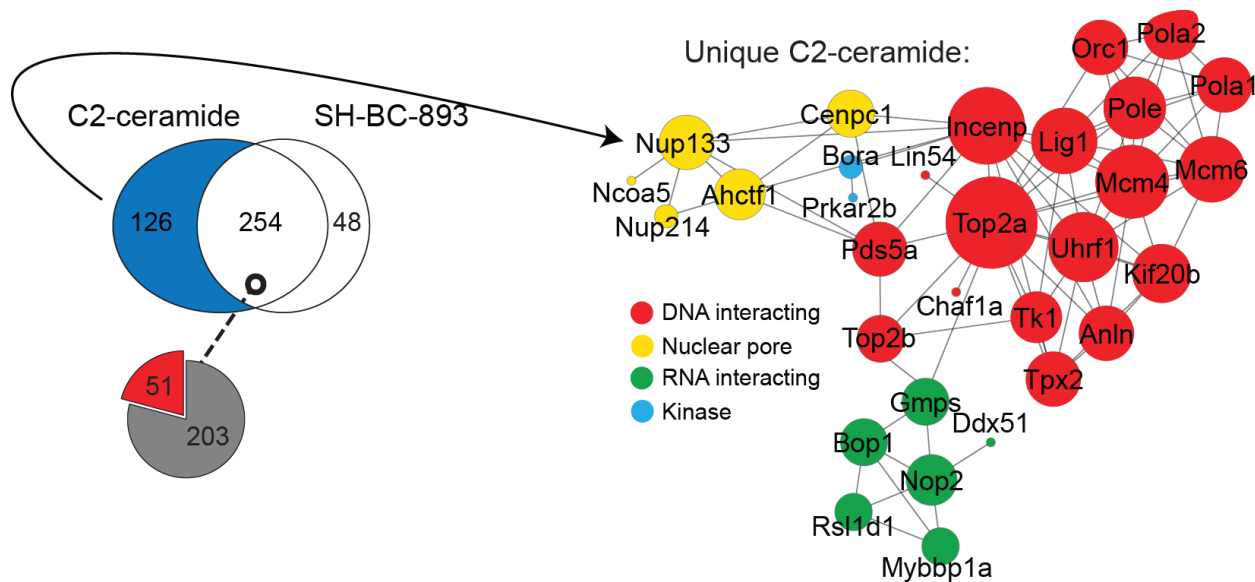 Unique C2-ceramide:
C2-ceramide
SH-BC-893
126
254
48
51
203
Orc1
Pola2
Pola1
Pole
Cenpc1
Incenp
Lig1
Nup133
Bora
Lin54
Mcm4
Mcm6
Ncoa5
Ahctf1
Prkar2b
Nup214
Top2a
Pds5a
Uhrf1
Kif20b
Chaf1a
Tk1
Anln
Top2b
Tpx2
DNA interacting
Nuclear pore
RNA interacting
Kinase
Gmps
Ddx51
Bop1
Nop2
Rsl1d1
Mybbp1a